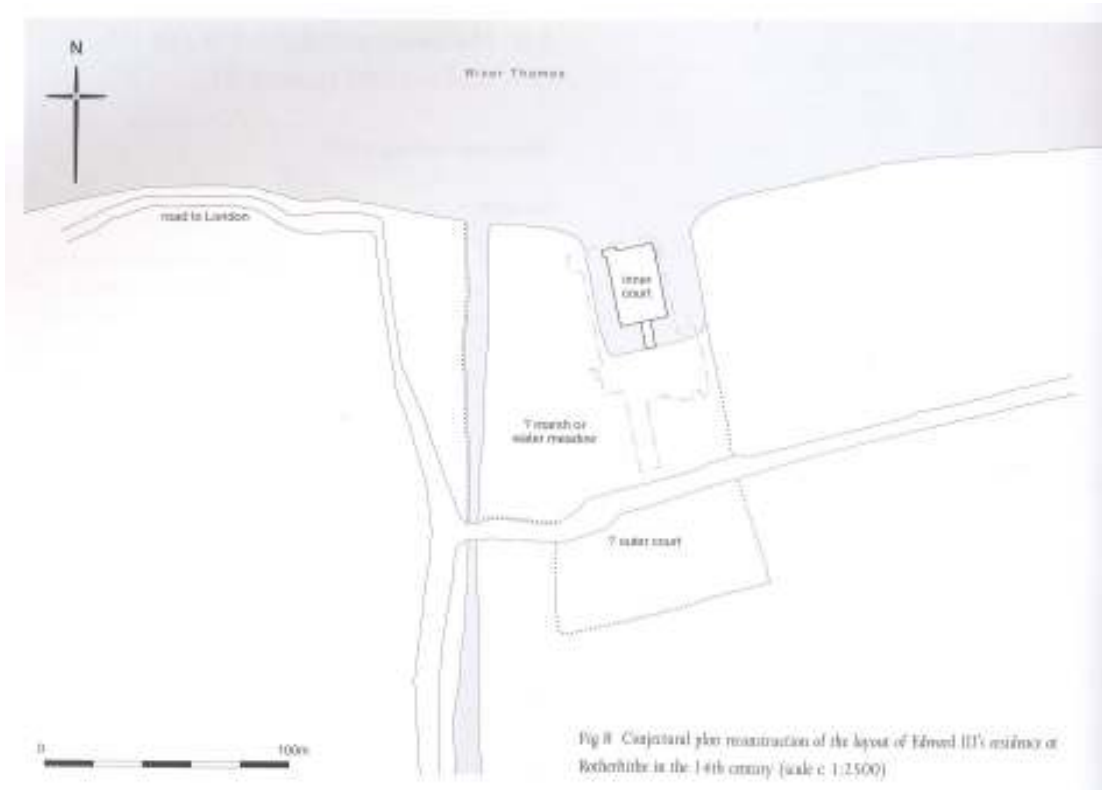 N
River Thames
road to London
inner
court
? marsh or
water meadow
? outer court
0
100m
Fig 8 Conjectural plan reconstruction of the layout of Edward III's residence at
Rotherhithe in the 14th century (scale c 1:2500)